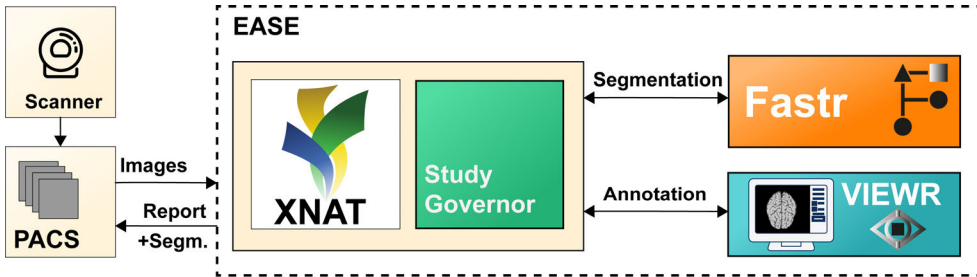 Scanner
PACS
Images
Report
+Segm.
EASE
XNAT
Study
Governor
Segmentation
Annotation
Fastr
VIEWR